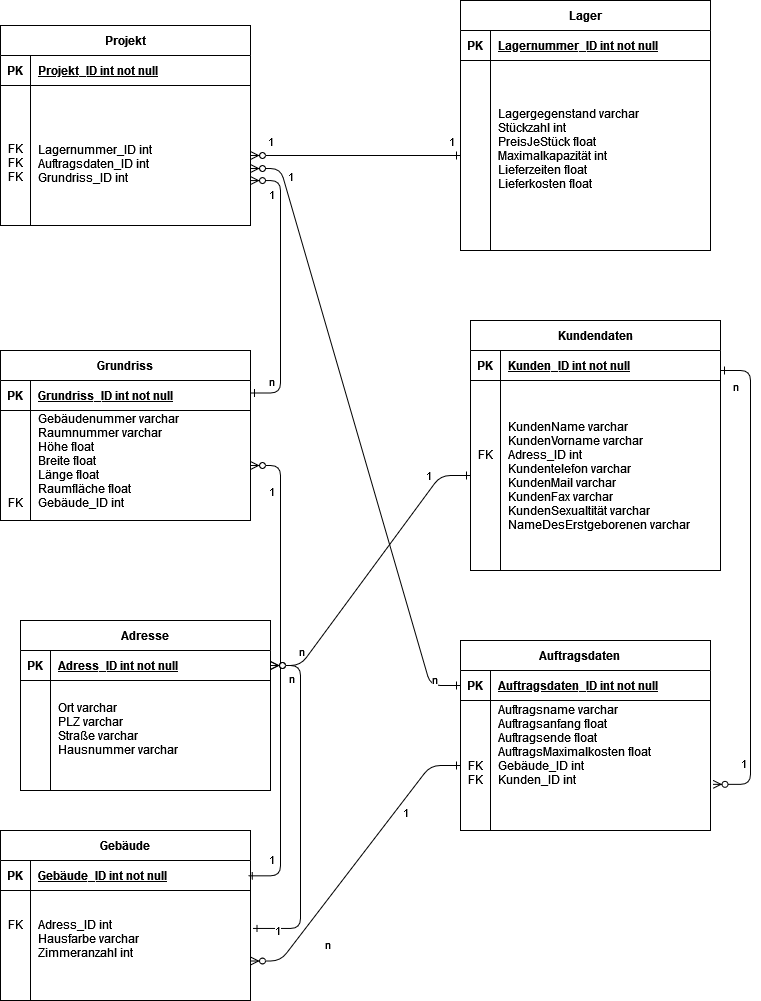 Projekt
PK Projekt_ID int not null
FK Lagernummer_ID int
FK Auftragsdaten_ID int
FK Grundriss_ID int
Lager
PK Lagernummer_ID int not null
Lagergegenstand varchar
Stückzahl int
PreisJeStück float
Maximalkapazität int
Lieferzeiten float
Lieferkosten float
1
1
1
1
Grundriss
PK Grundriss_ID int not null
Gebäudenummer varchar
Raumnummer varchar
Höhe float
Breite float
Länge float
Raumfläche float
FK Gebäude_ID int
n
1
Kundendaten
PK Kunden_ID int not null
KundenName varchar
KundenVorname varchar
FK Adress_ID int
Kundentelefon varchar
KundenMail varchar
KundenFax varchar
KundenSexualtität varchar
NameDesErstgeborenen varchar
n
1
Adresse
PK Adress_ID int not null
Ort varchar
PLZ varchar
Straße varchar
Hausnummer varchar
n
n
n
Auftragsdaten
PK Auftragsdaten_ID int not null
Auftragsname varchar
Auftragsanfang float
Auftragsende float
AuftragsMaximalkosten float
FK Gebäude_ID int
FK Kunden_ID int
1
1
Gebäude
PK Gebäude_ID int not null
FK Adress_ID int
Hausfarbe varchar
Zimmeranzahl int
1
1
n